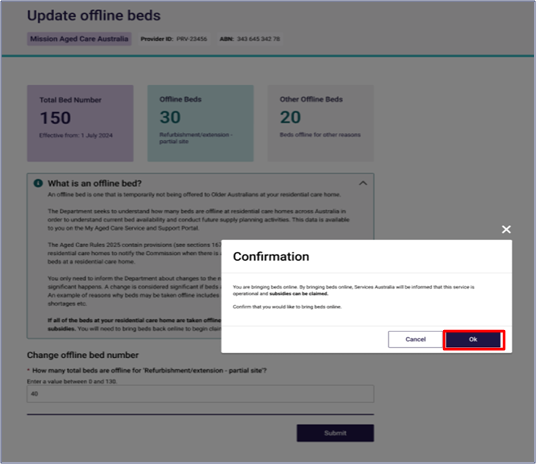 Update offline beds
Mission Aged Care Australia Provider ID: PRV-23456 ABN: 343 645 342 78
Total Bed Number
150
Effective from: 1 July 2024
Offline Beds
30
Refurbishment/extension -
partial site
Other Offline Beds
20
Beds offline for other reasons
What is an offline bed?
An offline bed is one that is temporarily not being offered to Older Australians at your residential care home.
The Department seeks to understand how many beds are offline at residential care homes across Australia in
order to understand current bed availability and conduct future supply planning activities. This data is available
to you on the My Aged Care Service and Support Portal.
The Aged Care Rules 2025 contain provisions (see sections
residential care homes to notify the Commission when there is a
beds at a residential care home.
You only need to inform the Department about changes to the
significant happens. A change is considered significant if beds
An example of reasons why beds may be taken offline includes
shortages etc.
If all of the beds at your residential care home are taken offline
subsidies. You will need to bring beds back online to begin claim
Confirmation
You are bringing beds online. By bringing beds online, Services Australia will be informed that this service is
operational and subsidies can be claimed.
Confirm that you would like to bring beds online.
Cancel Ok
Change offline bed number
* How many total beds are offline for 'Refurbishment/extension - partial site'?
Enter a value between 0 and 130.
40
Submit